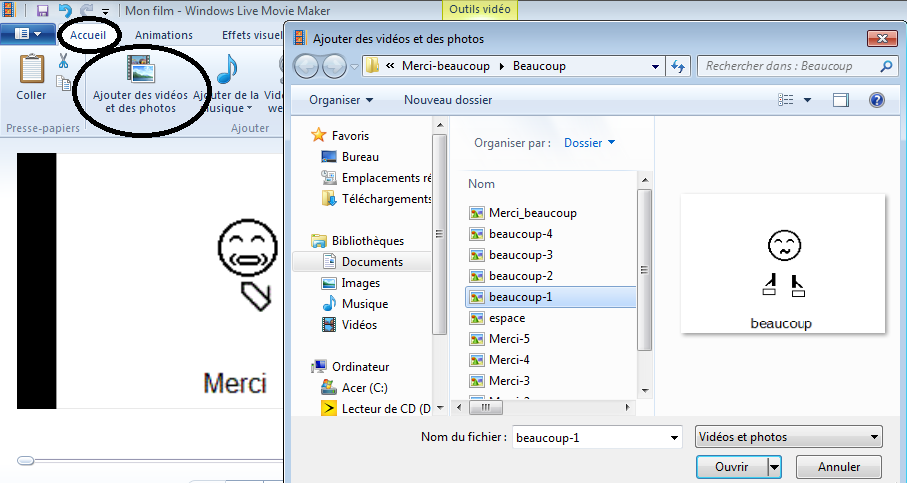 Mon film - Windows Live Movie Maker
Outils vidéo
Accueil
Animations
Effets visuel
Coller
Ajouter des vidéos
et des photos
Ajouter de la
musique
Presse-papiers
Ajouter
Merci
Ajouter des vidéos et des photos
« Merci-beaucoup Beaucoup
Rechercher dans : Beaucoup
Organiser
Nouveau dossier
Favoris
Bureau
Emplacements ré
Téléchargements
Bibliothèques
Documents
Images
Musique
Vidéos
Ordinateur
Acer (C:)
Lecteur de CD (D
Organiser par : Dossier
Nom
Merci_beaucoup
beaucoup-4
beaucoup-3
beaucoup-2
beaucoup-1
espace
Merci-5
Merci-4
Merci-3
beaucoup
Nom du fichier : beaucoup-1
Vidéos et photos
Ouvrir
Annuler